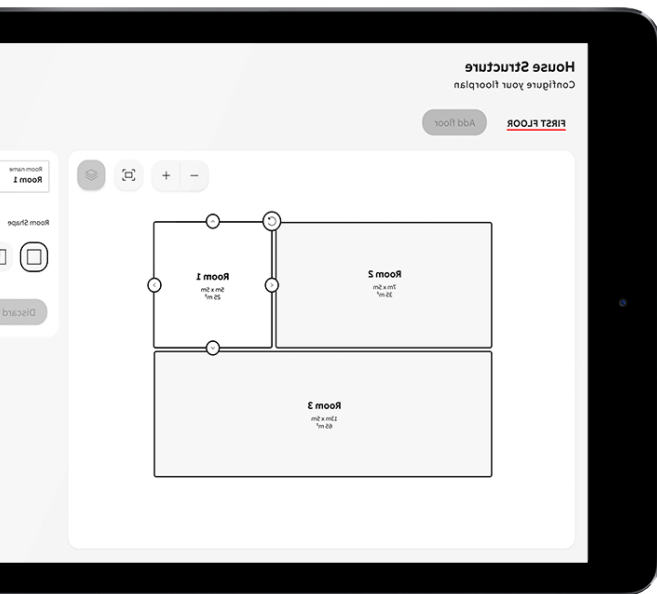 House Structure
Configure your floorplan
FIRST FLOOR
Add floor
Room name
Room 1
Room Shape
Discard
Room 2
7m x 5m
35 m²
Room 1
5m x 5m
25 m²
Room 3
13m x 5m
65 m²